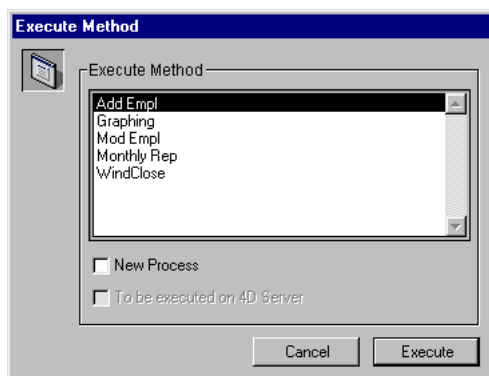 Execute Method
Execute Method
Add Empl
Graphing
Mod Empl
Monthly Rep
WindClose
New Process
To be executed on 4D Server
Cancel
Execute